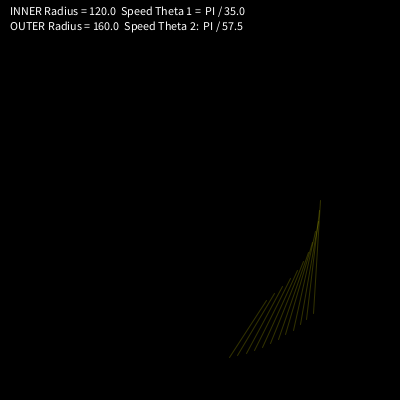 INNER Radius = 120.0  Speed Theta 1 =  PI / 35.0
OUTER Radius = 160.0  Speed Theta 2:  PI / 57.5